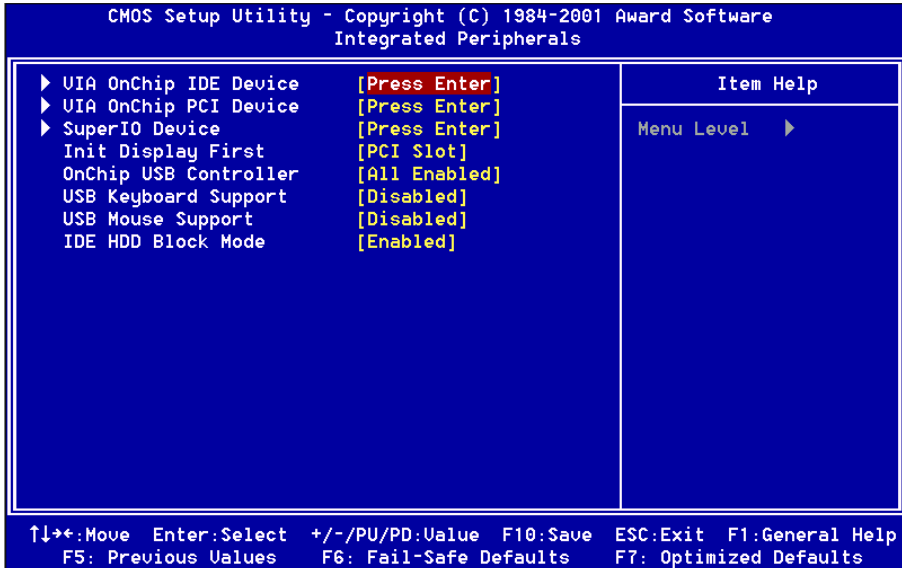 CMOS Setup Utility - Copyright (C) 1984-2001 Award Software
Integrated Peripherals
VIA OnChip IDE Device [Press Enter] Item Help
VIA OnChip PCI Device [Press Enter]
SuperIO Device [Press Enter] Menu Level
Init Display First [PCI Slot]
OnChip USB Controller [All Enabled]
USB Keyboard Support [Disabled]
USB Mouse Support [Disabled]
IDE HDD Block Mode [Enabled]
↑↓→←:Move Enter:Select +/-/PU/PD:Value F10:Save ESC:Exit F1:General Help
F5: Previous Values F6: Fail-Safe Defaults F7: Optimized Defaults